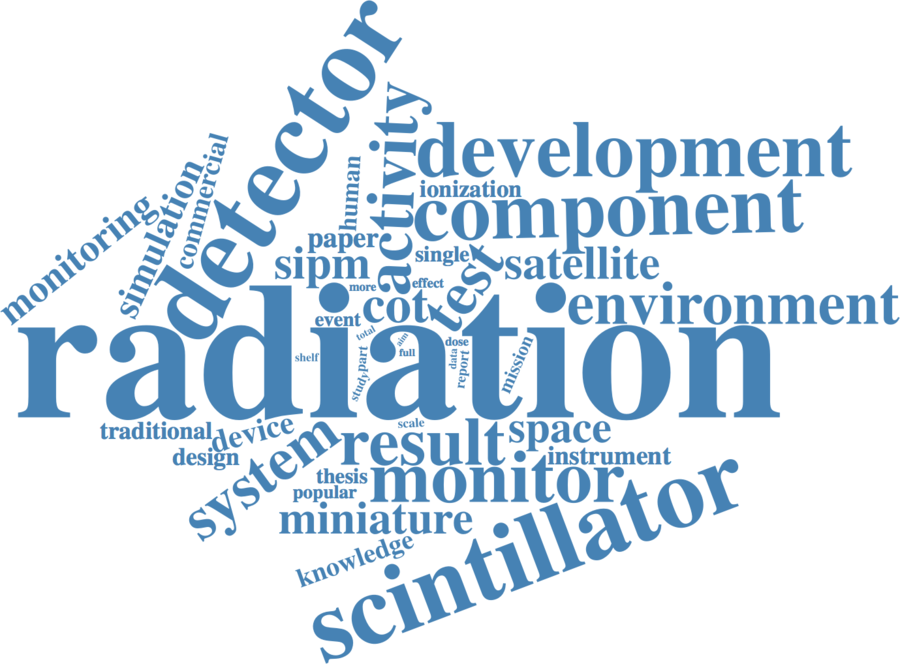 detector
activity
development
commercial
simulation
human
ionization
component
monitoring
paper
single
sipm
test
satellite
more
effect
cot
environment
event
radiation
total
aim
dose
shelf
part
full
data
report
mission
study
traditional
device
scale
result
space
design
system
instrument
thesis
monitor
popular
miniature
scintillator
knowledge